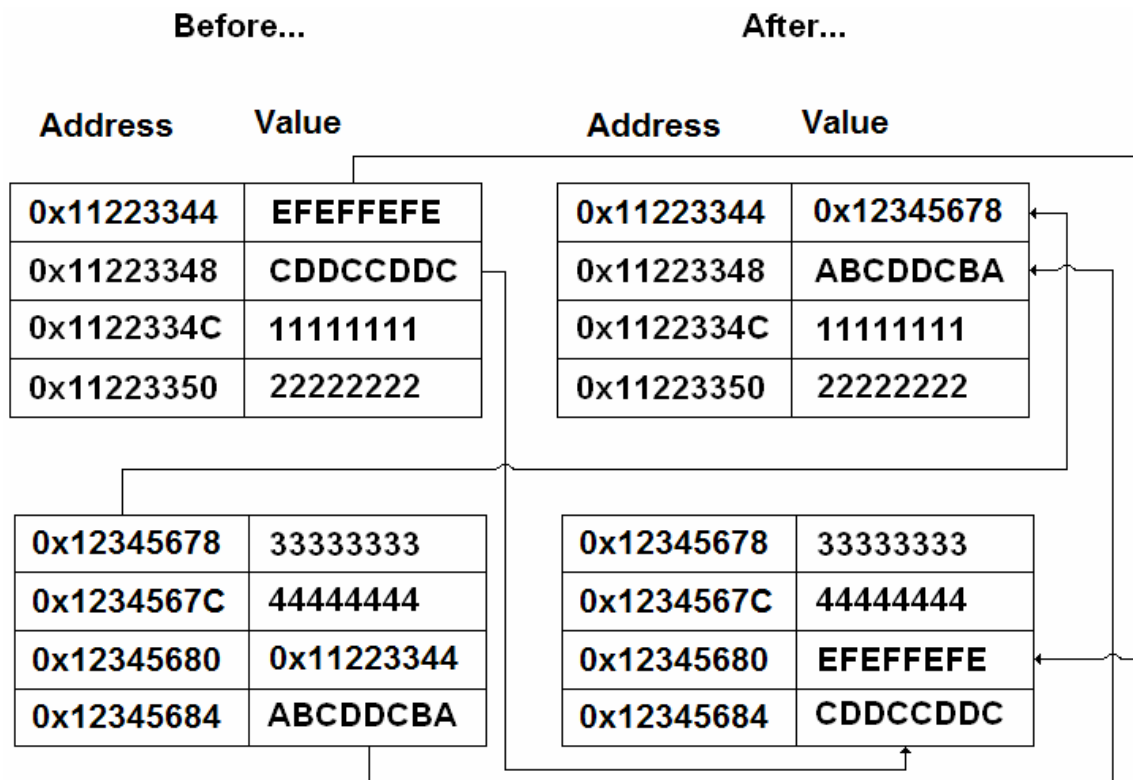 Before... After...
Address Value Address Value
0x11223344 EFEFFEFE 0x11223344 0x12345678
0x11223348 CDDCCDDC 0x11223348 ABCDDCBA
0x1122334C 11111111 0x1122334C 11111111
0x11223350 22222222 0x11223350 22222222
0x12345678 33333333 0x12345678 33333333
0x1234567C 44444444 0x1234567C 44444444
0x12345680 0x11223344 0x12345680 EFEFFEFE
0x12345684 ABCDDCBA 0x12345684 CDDCCDDC